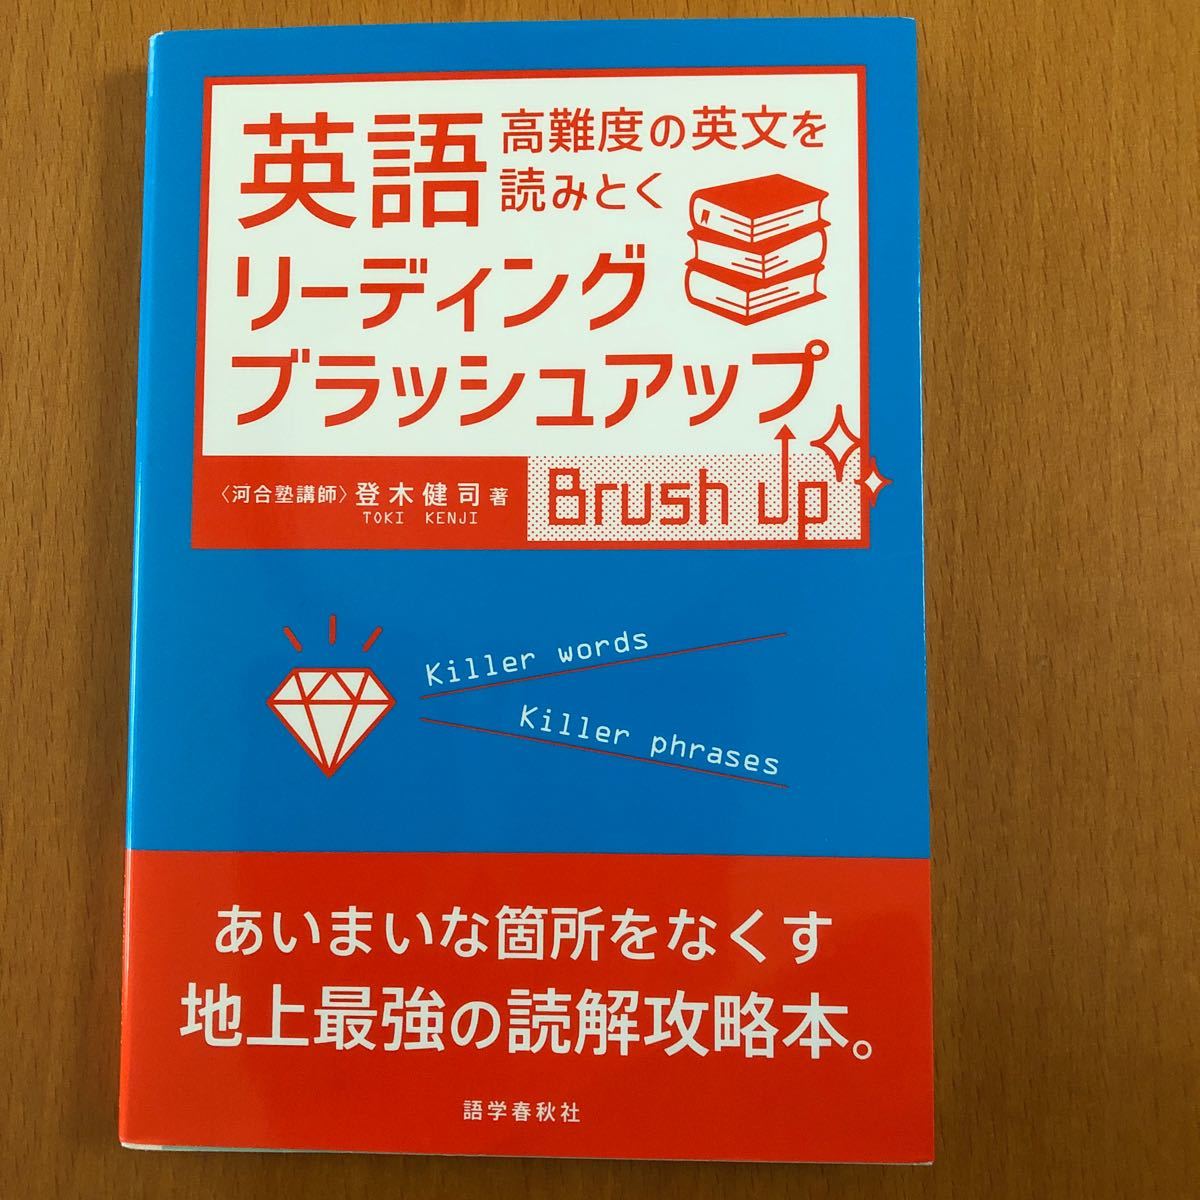 英語
高難度の英文を
読みとく
リーディング
ブラッシュアップ
〈河合塾講師〉登木健司 著
TOKI KENJI
Brush Up
Killer words
Killer phrases
あいまいな箇所をなくす
地上最強の読解攻略本。
語学春秋社